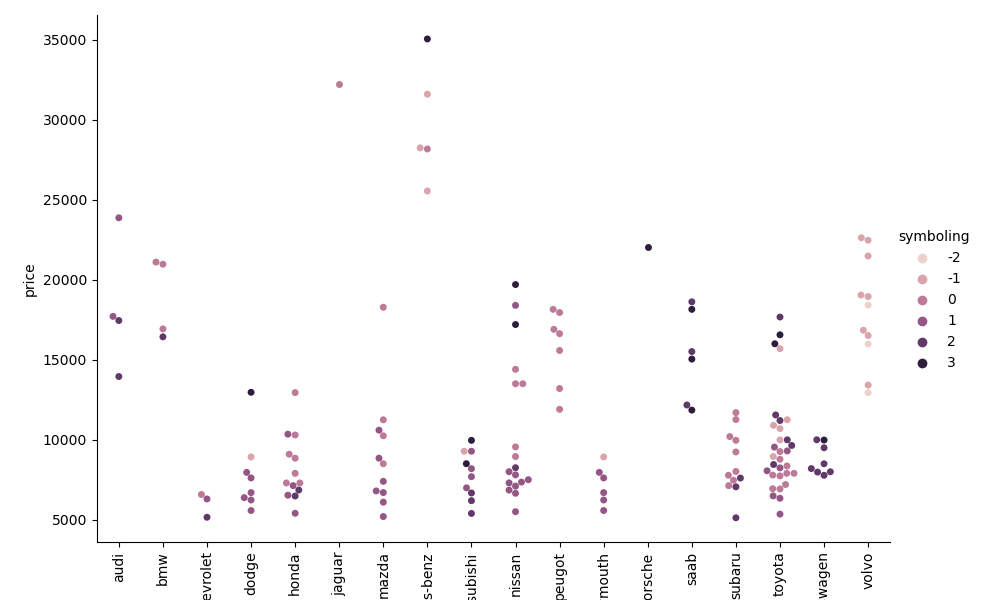 35000
30000
25000
20000
15000
10000
5000
price
audi
bmw
evrolet
dodge
honda
jaguar
mazda
s-benz
subishi
nissan
peugot
mouth
orsche
saab
subaru
toyota
wagen
volvo
symboling
-2
-1
0
1
2
3